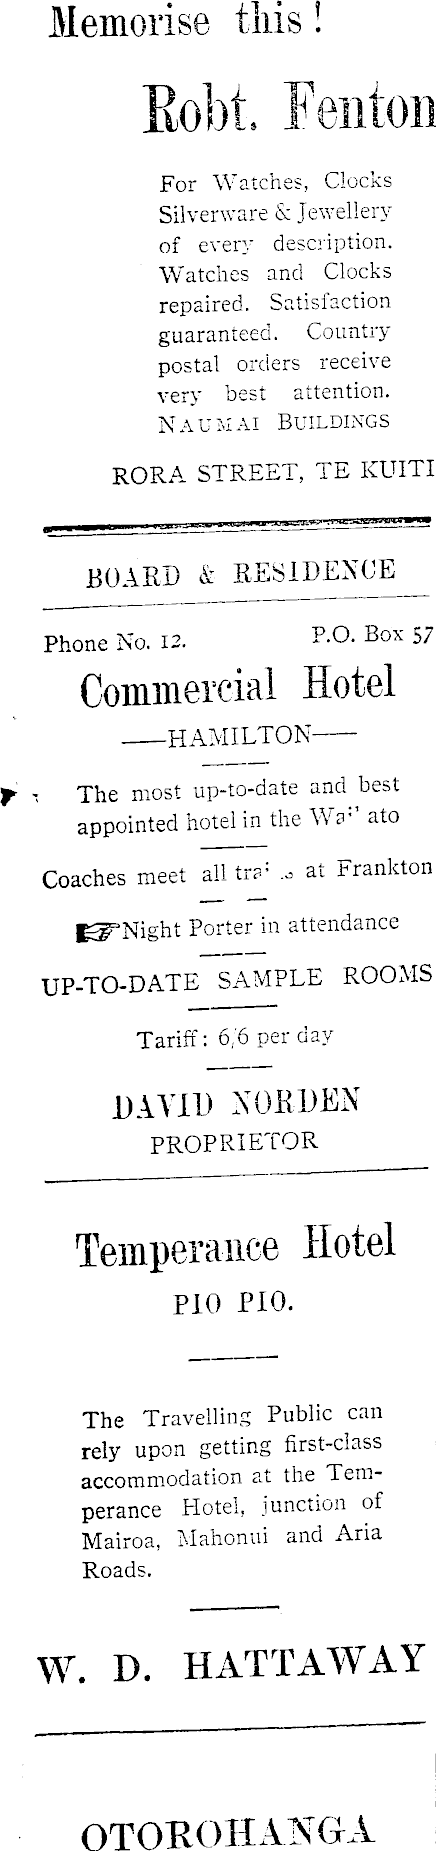 Memorise this!
Robt. Fenton
For Watches, Clocks
Silverware & Jewellery
of every description.
Watches and Clocks
repaired. Satisfaction
guaranteed. Country
postal orders receive
very best attention.
NAUMAI BUILDINGS
RORA STREET, TE KUITI
BOARD & RESIDENCE
Phone No. 12. P.O. Box 57
Commercial Hotel
—HAMILTON—
The most up-to-date and best
appointed hotel in the ato
Coaches meet all at Frankton
Night Porter in attendance
UP-TO-DATE SAMPLE ROOMS
Tariff: 6/6 per day
DAVID NORDEN
PROPRIETOR
Temperance Hotel
PIO PIO.
The Travelling Public can
rely upon getting first-class
accommodation at the Tem-
perance Hotel, junction of
Mairoa, Mahonui and Aria
Roads.
W. D. HATTAWAY
OTOROHANGA